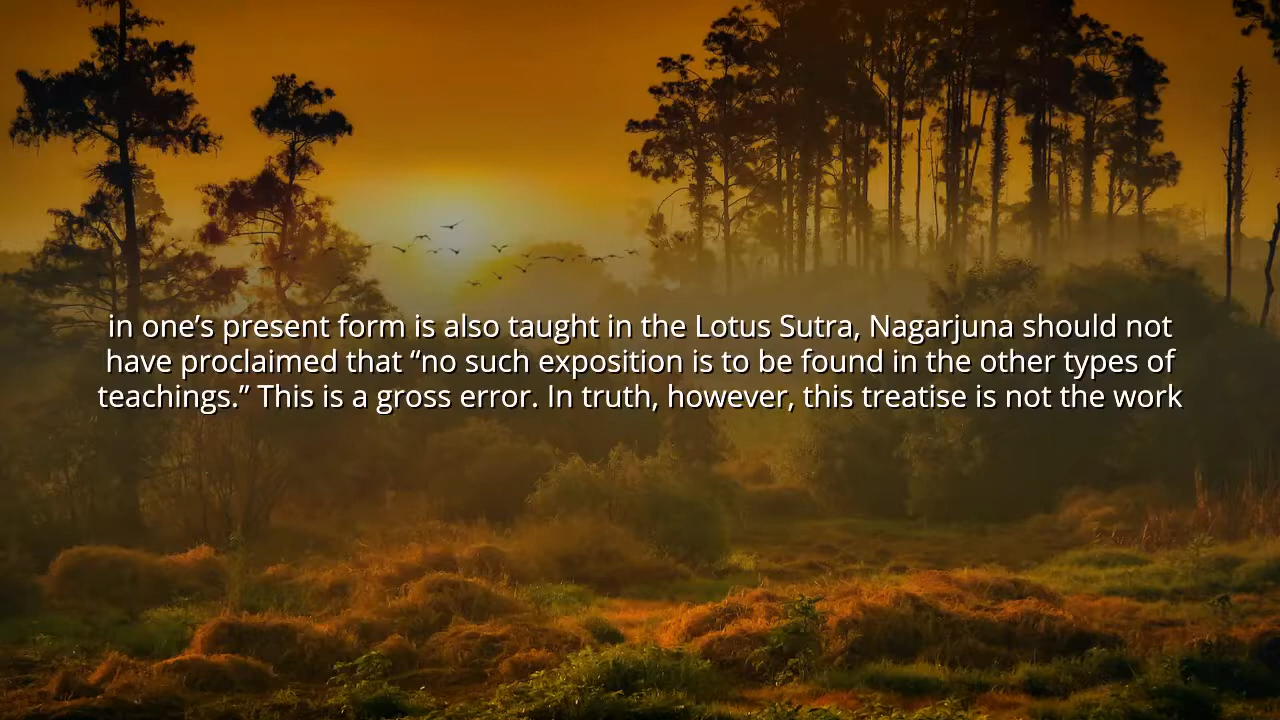 in one’s present form is also taught in the Lotus Sutra, Nagarjuna should not
have proclaimed that “no such exposition is to be found in the other types of
teachings.” This is a gross error. In truth, however, this treatise is not the work